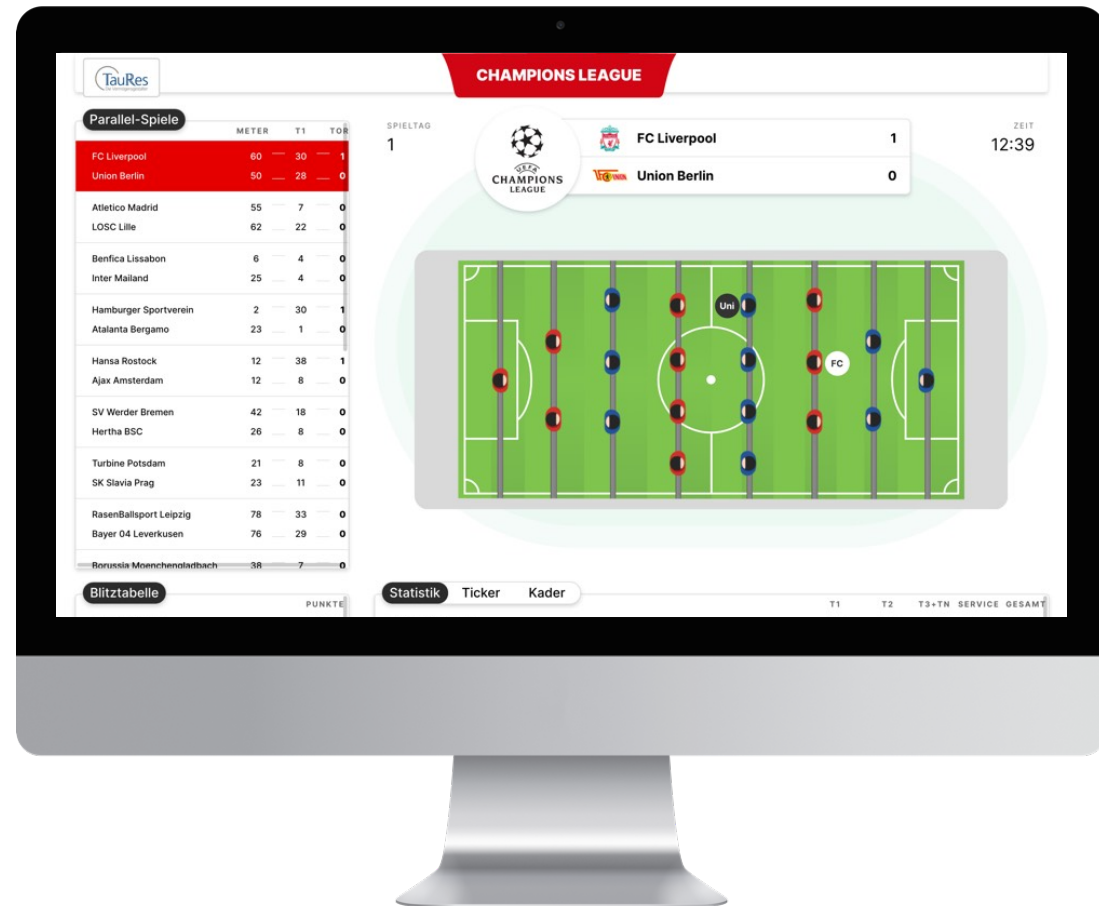 TauRes
CHAMPIONS LEAGUE
Parallel-Spiele
METER T1 TOR
FC Liverpool 60 30 1
Union Berlin 50 28 0
Atletico Madrid 55 7 0
LOSC Lille 62 22 0
Benfica Lissabon 6 4 0
Inter Mailand 25 4 0
Hamburger Sportverein 2 30 1
Atalanta Bergamo 23 1 0
Hansa Rostock 12 38 1
Ajax Amsterdam 12 8 0
SV Werder Bremen 42 18 0
Hertha BSC 26 8 0
Turbine Potsdam 21 8 0
SK Slavia Prag 23 11 0
RasenBallsport Leipzig 78 33 0
Bayer 04 Leverkusen 76 29 0
Borussia Moenchengladbach 38 7 0
SPIELTAG
1
UEFA
CHAMPIONS
LEAGUE
FC Liverpool 1
Union Berlin 0
ZEIT
12:39
Uni
FC
Blitztabelle
PUNKTE
Statistik Ticker Kader
T1 T2 T3+TN SERVICE GESAMT